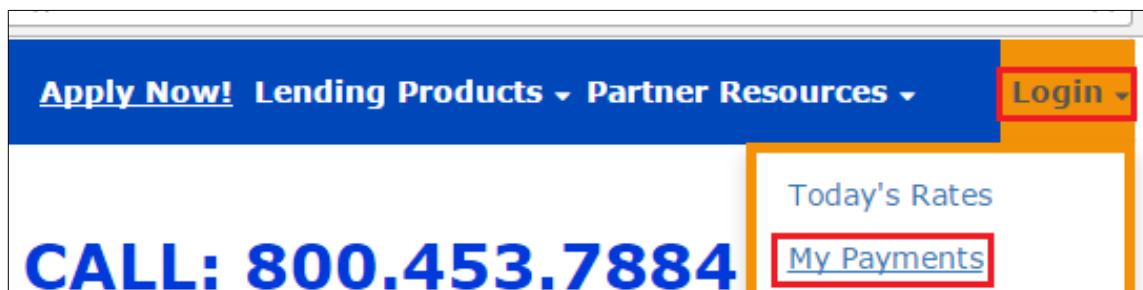 Apply Now! Lending Products Partner Resources Login
Today's Rates
CALL: 800.453.7884 My Payments